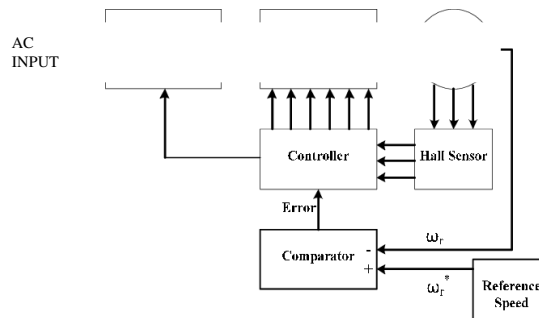 AC
INPUT
Controller
Hall Sensor
Error
Comparator
-
+
ωr
ωr*
Reference
Speed